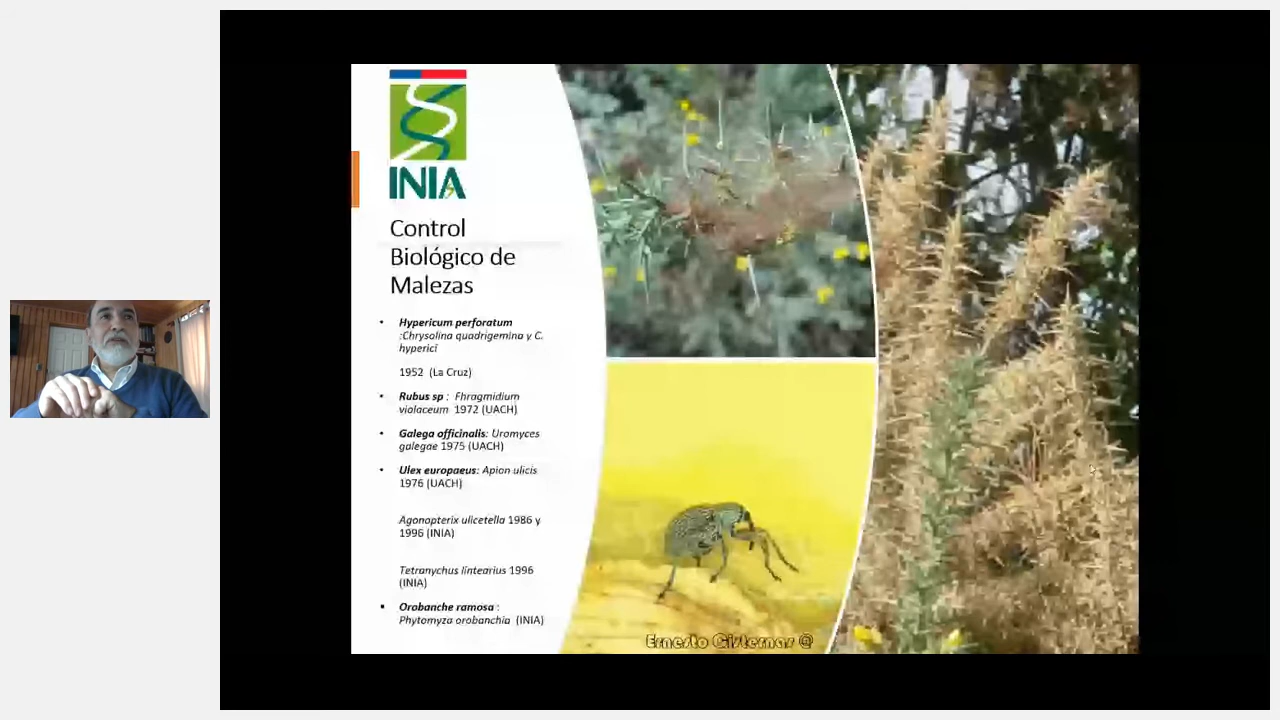 INIA
Control
Biológico de
Malezas
• Hypericum perforatum
:Chrysolina quadrigemina y C.
hyperici
1952 (La Cruz)
• Rubus sp : Fhragmidium
violaceum 1972 (UACH)
• Galega officinalis: Uromyces
galegae 1975 (UACH)
• Ulex europaeus: Apion ulicis
1976 (UACH)
Agonopterix ulicetella 1986 y
1996 (INIA)
Tetranychus lintearius 1996
(INIA)
▪ Orobanche ramosa :
Phytomyza orobanchia (INIA)
Ernesto Cisternas @